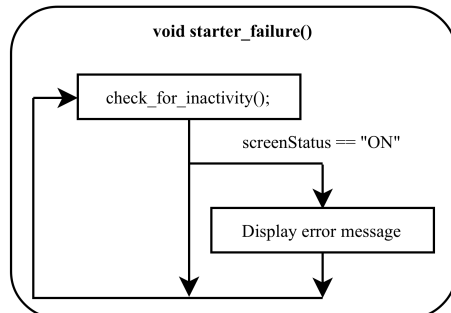 void starter_failure()
check_for_inactivity();
screenStatus == "ON"
Display error message